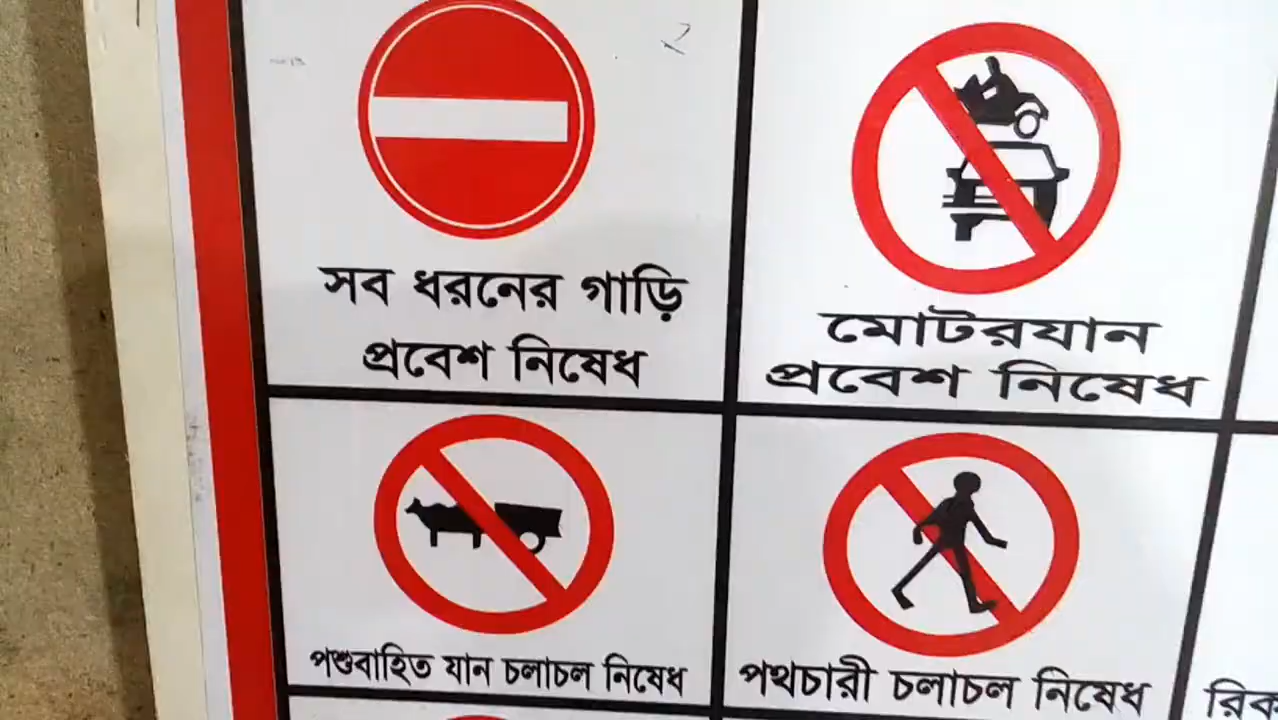 সব ধরনের গাড়ি
প্রবেশ নিষেধ
মোটরযান
প্রবেশ নিষেধ
পশুবাহিত যান চলাচল নিষেধ
পথচারী চলাচল নিষেধ